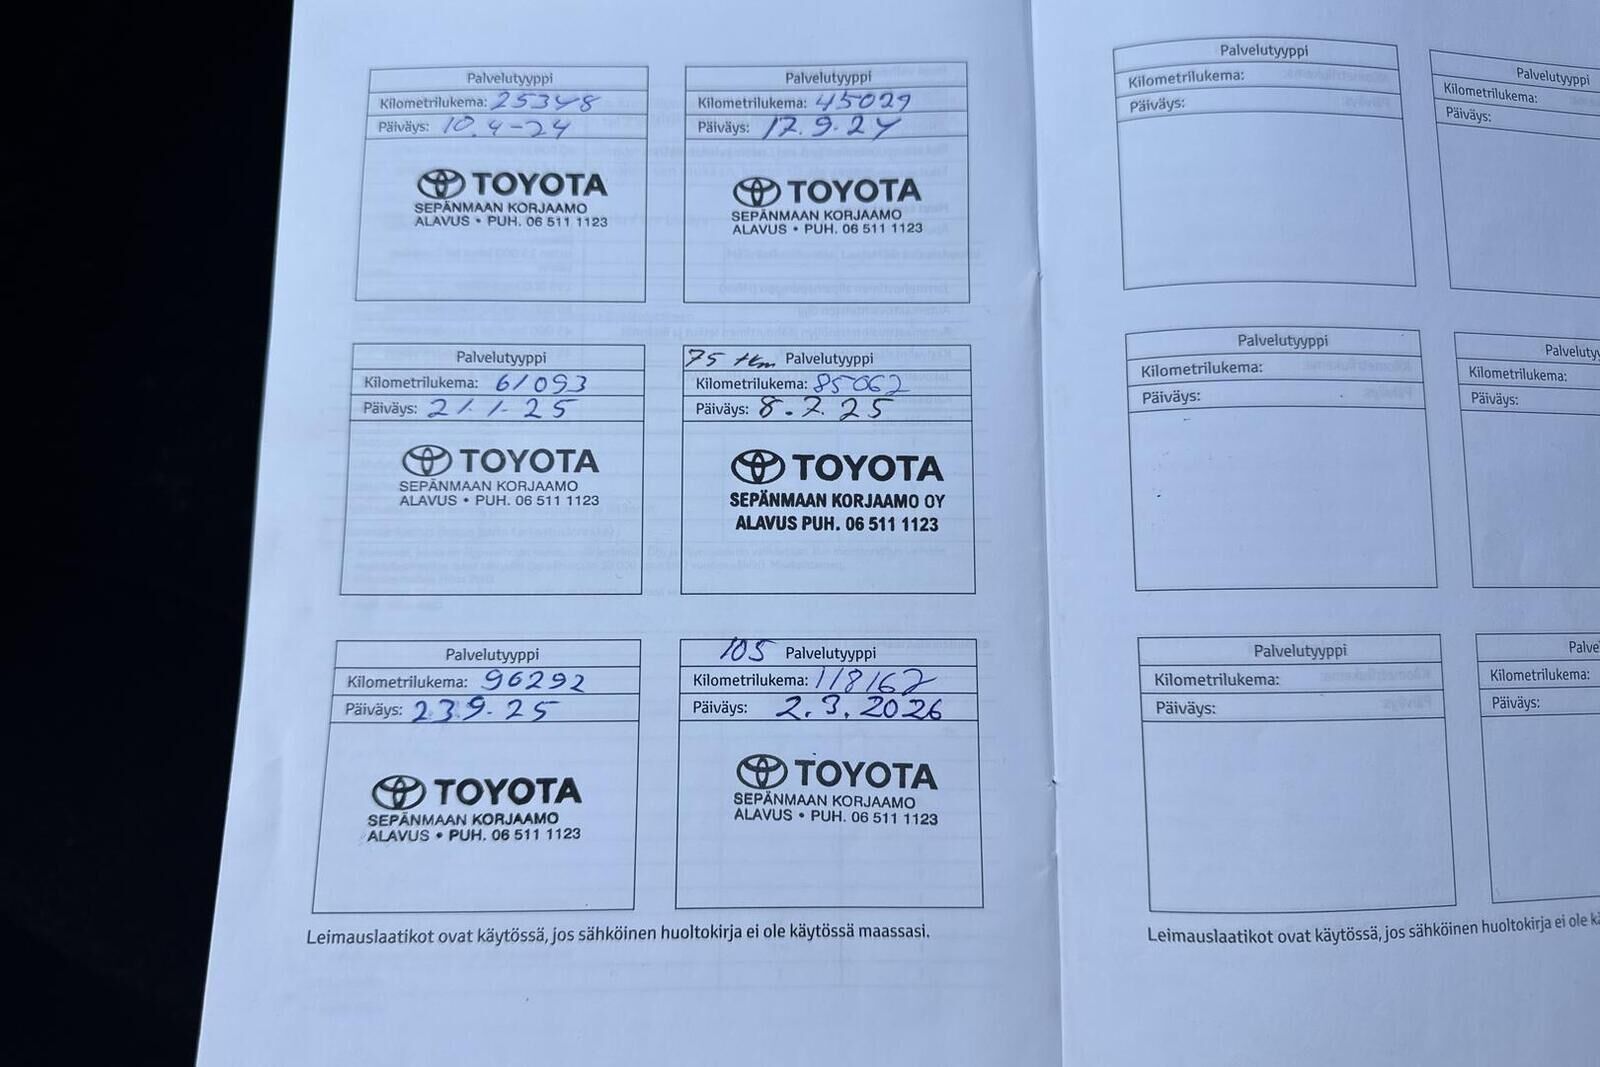 Palvelutyyppi
Kilometrilukema: 25348
Päiväys: 10.4-24
TOYOTA
SEPÄNMAAN KORJAAMO
ALAVUS • PUH. 06 511 1123
Palvelutyyppi
Kilometrilukema: 45029
Päiväys: 17.9.24
TOYOTA
SEPÄNMAAN KORJAAMO
ALAVUS • PUH. 06 511 1123
Palvelutyyppi
Kilometrilukema: 61093
Päiväys: 21.1.25
TOYOTA
SEPÄNMAAN KORJAAMO
ALAVUS • PUH. 06 511 1123
75 tkm Palvelutyyppi
Kilometrilukema: 85062
Päiväys: 8.7.25
TOYOTA
SEPÄNMAAN KORJAAMO OY
ALAVUS PUH. 06 511 1123
Palvelutyyppi
Kilometrilukema: 96292
Päiväys: 23.9.25
TOYOTA
SEPÄNMAAN KORJAAMO
ALAVUS • PUH. 06 511 1123
105 Palvelutyyppi
Kilometrilukema: 118162
Päiväys: 2.3.2026
TOYOTA
SEPÄNMAAN KORJAAMO
ALAVUS • PUH. 06 511 1123
Leimauslaatikot ovat käytössä, jos sähköinen huoltokirja ei ole käytössä maassasi.
Palvelutyyppi
Kilometrilukema:
Päiväys:
Palvelutyyppi
Kilometrilukema:
Päiväys:
Palvelutyyppi
Kilometrilukema:
Päiväys:
Palveluty
Kilometrilukema:
Päiväys:
Palvelutyyppi
Kilometrilukema:
Päiväys:
Palve
Kilometrilukema:
Päiväys:
Leimauslaatikot ovat käytössä, jos sähköinen huoltokirja ei ole